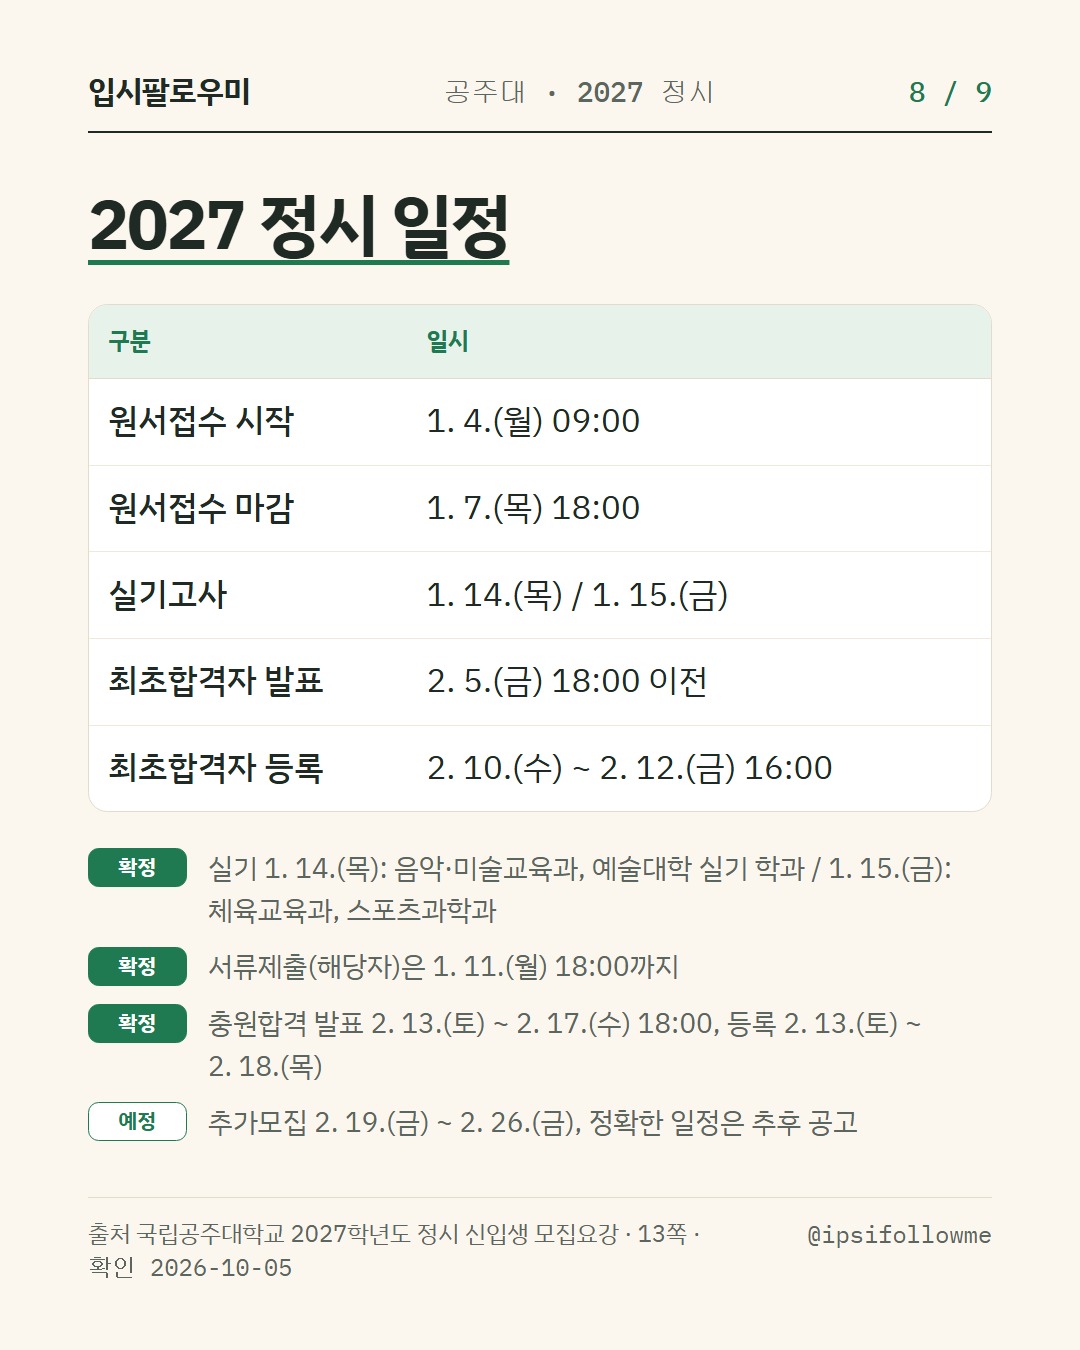 입시팔로우미
공주대 · 2027 정시
8 / 9
2027 정시 일정
구분 일시
원서접수 시작 1. 4.(월) 09:00
원서접수 마감 1. 7.(목) 18:00
실기고사 1. 14.(목) / 1. 15.(금)
최초합격자 발표 2. 5.(금) 18:00 이전
최초합격자 등록 2. 10.(수) ~ 2. 12.(금) 16:00
확정 실기 1. 14.(목): 음악·미술교육과, 예술대학 실기 학과 / 1. 15.(금):
체육교육과, 스포츠과학과
확정 서류제출(해당자)은 1. 11.(월) 18:00까지
확정 충원합격 발표 2. 13.(토) ~ 2. 17.(수) 18:00, 등록 2. 13.(토) ~
2. 18.(목)
예정 추가모집 2. 19.(금) ~ 2. 26.(금), 정확한 일정은 추후 공고
출처 국립공주대학교 2027학년도 정시 신입생 모집요강 · 13쪽 ·
확인 2026-10-05
@ipsifollowme